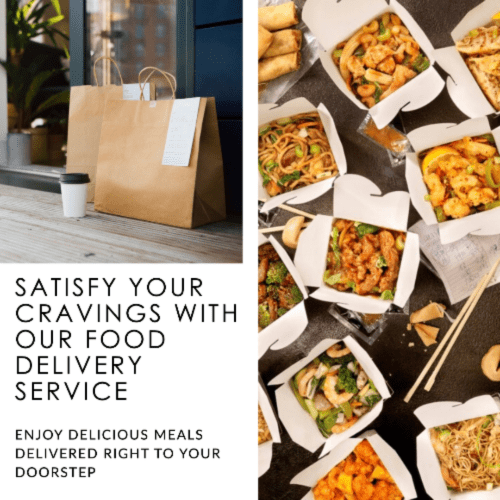 SATISFY YOUR
CRAVINGS WITH
OUR FOOD
DELIVERY
SERVICE
ENJOY DELICIOUS MEALS
DELIVERED RIGHT TO YOUR
DOORSTEP